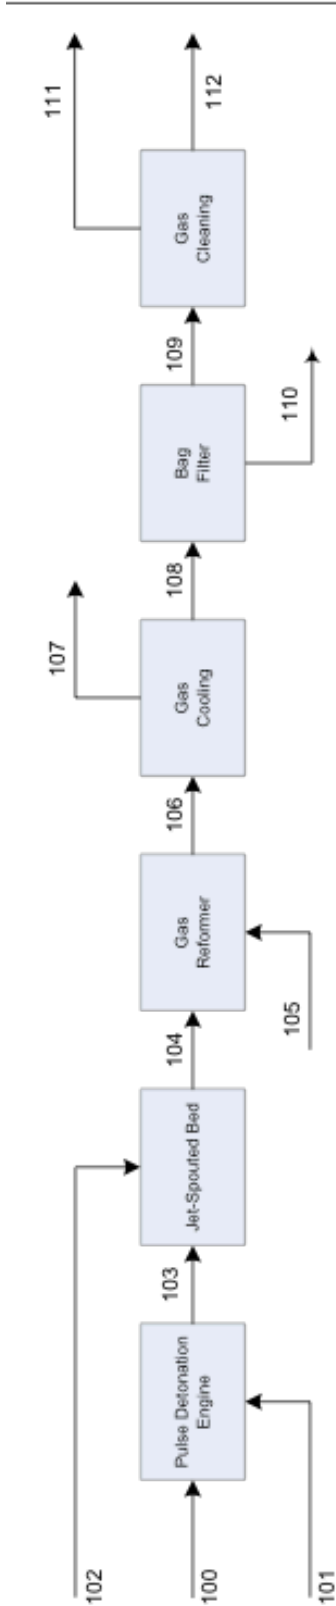 102
100
101
Pulse Detonation
Engine
103
Jet-Spouted Bed
104
105
Gas
Reformer
106
107
Gas
Cooling
108
Bag
Filter
109
110
Gas
Cleaning
111
112